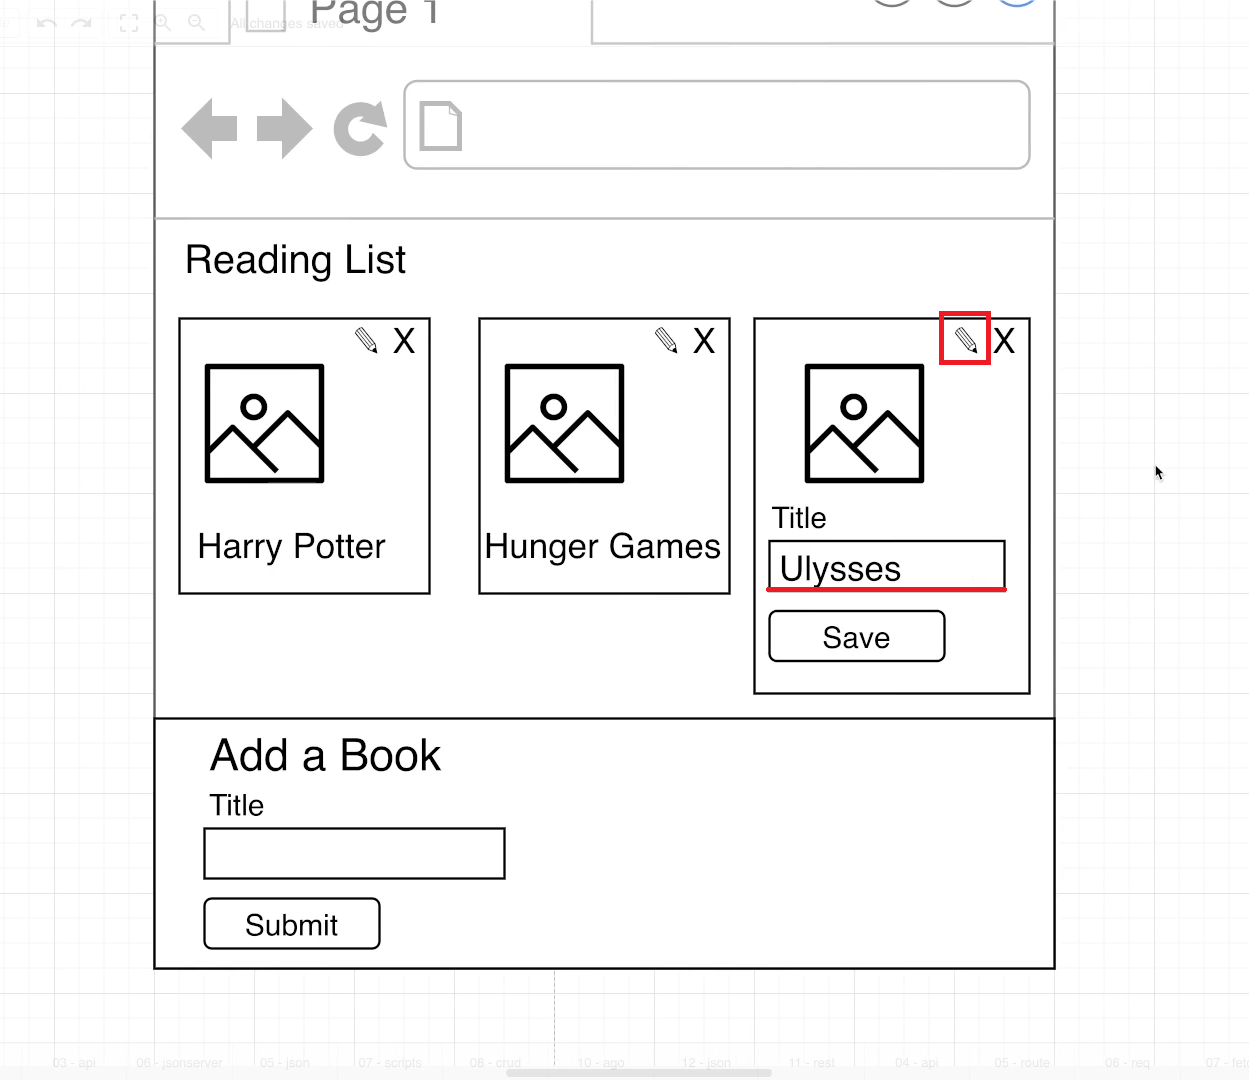 Page 1
All changes saved
Reading List
X
X
X
Harry Potter
Hunger Games
Title
Ulysses
Save
Add a Book
Title
Submit
03 - api 06 - jsonserver 05 - json 07 - scripts 08 - crud 10 - ago 12 - json 11 - rest 04 - api 05 - route 06 - req